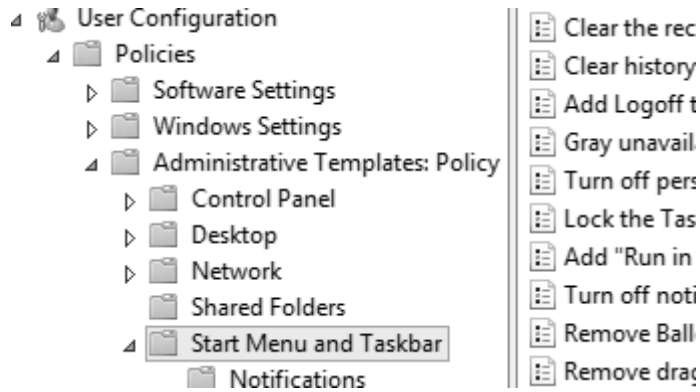 User Configuration
Policies
Software Settings
Windows Settings
Administrative Templates: Policy
Control Panel
Desktop
Network
Shared Folders
Start Menu and Taskbar
Notifications
Clear the rec
Clear history
Add Logoff t
Gray unavail
Turn off pers
Lock the Tas
Add "Run in
Turn off noti
Remove Ball
Remove drag